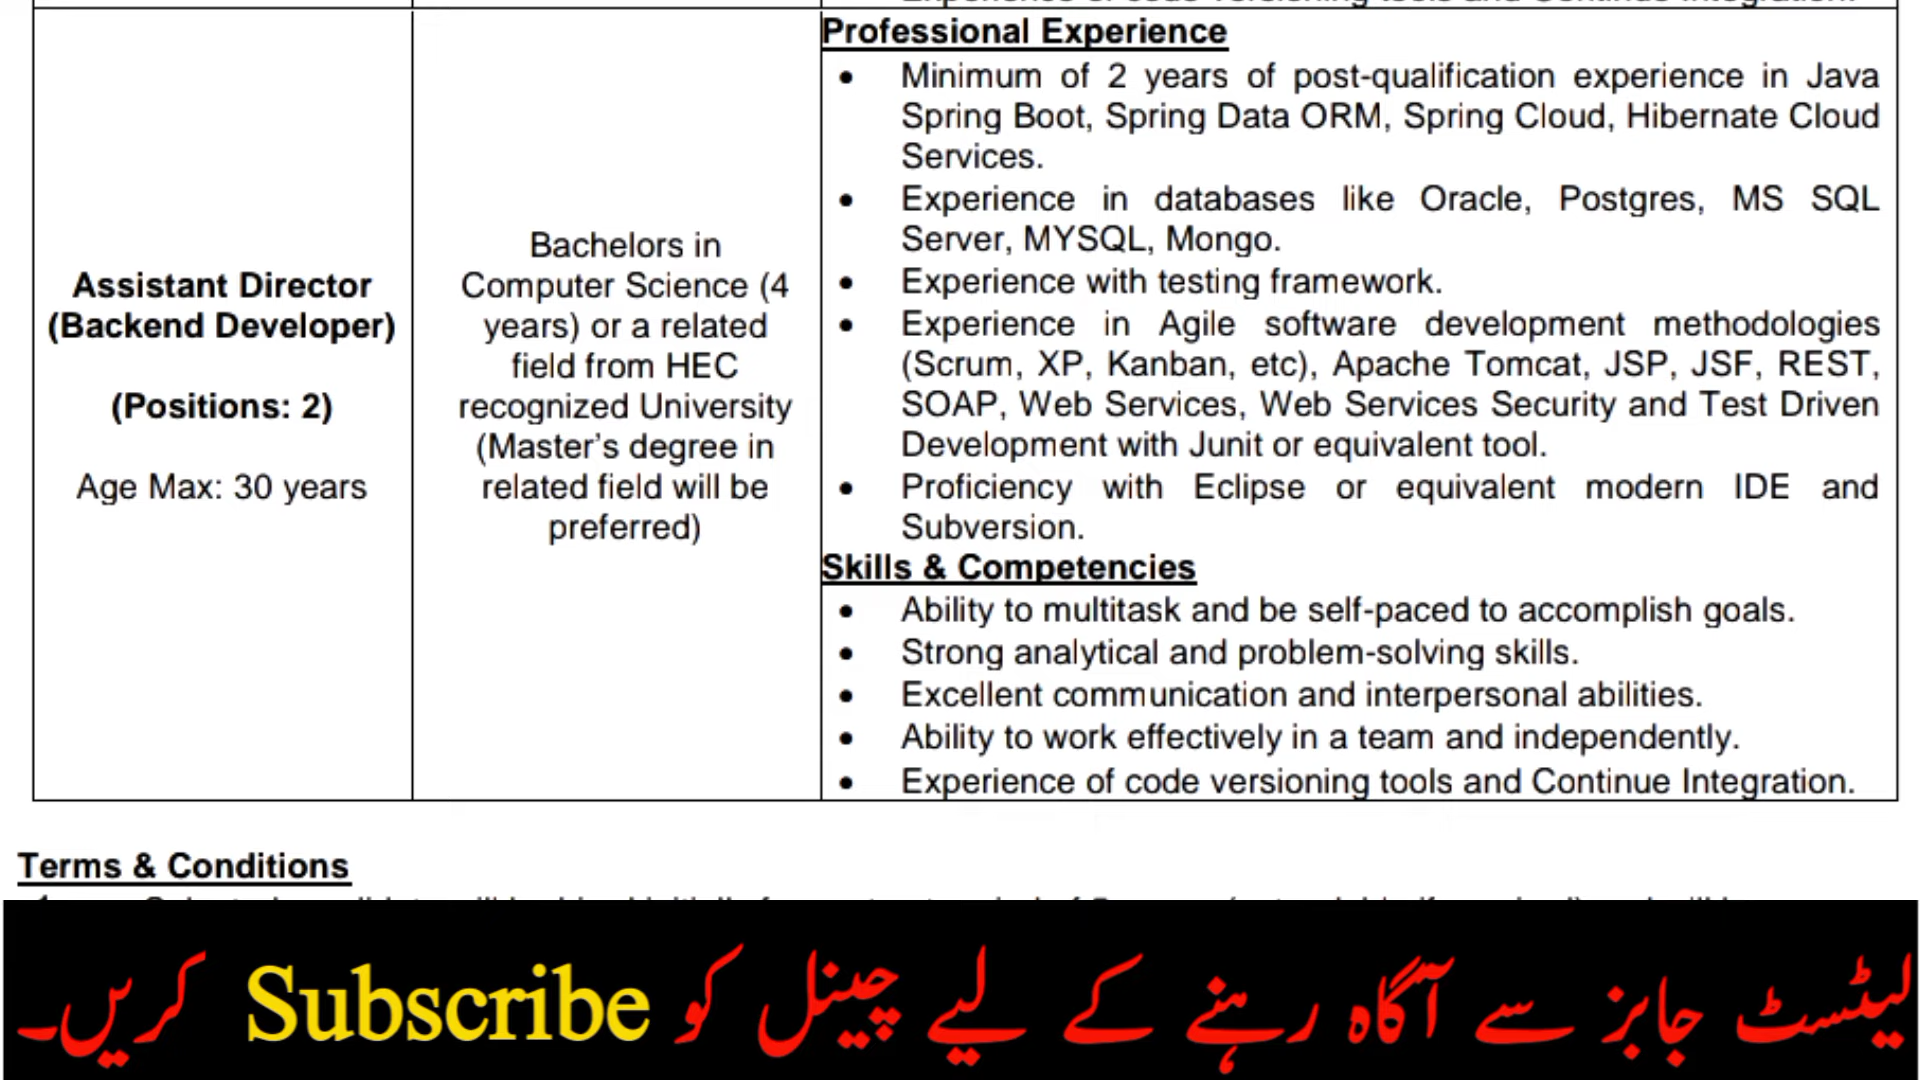 Professional Experience
• Minimum of 2 years of post-qualification experience in Java
Spring Boot, Spring Data ORM, Spring Cloud, Hibernate Cloud
Services.
• Experience in databases like Oracle, Postgres, MS SQL
Server, MYSQL, Mongo.
• Experience with testing framework.
• Experience in Agile software development methodologies
(Scrum, XP, Kanban, etc), Apache Tomcat, JSP, JSF, REST,
SOAP, Web Services, Web Services Security and Test Driven
Development with Junit or equivalent tool.
• Proficiency with Eclipse or equivalent modern IDE and
Subversion.
Skills & Competencies
• Ability to multitask and be self-paced to accomplish goals.
• Strong analytical and problem-solving skills.
• Excellent communication and interpersonal abilities.
• Ability to work effectively in a team and independently.
• Experience of code versioning tools and Continue Integration.
Assistant Director
(Backend Developer)
(Positions: 2)
Age Max: 30 years
Bachelors in
Computer Science (4
years) or a related
field from HEC
recognized University
(Master’s degree in
related field will be
preferred)
Terms & Conditions
لیٹسٹ جابز سے آگاہ رہنے کے لیے چینل کو Subscribe کریں۔